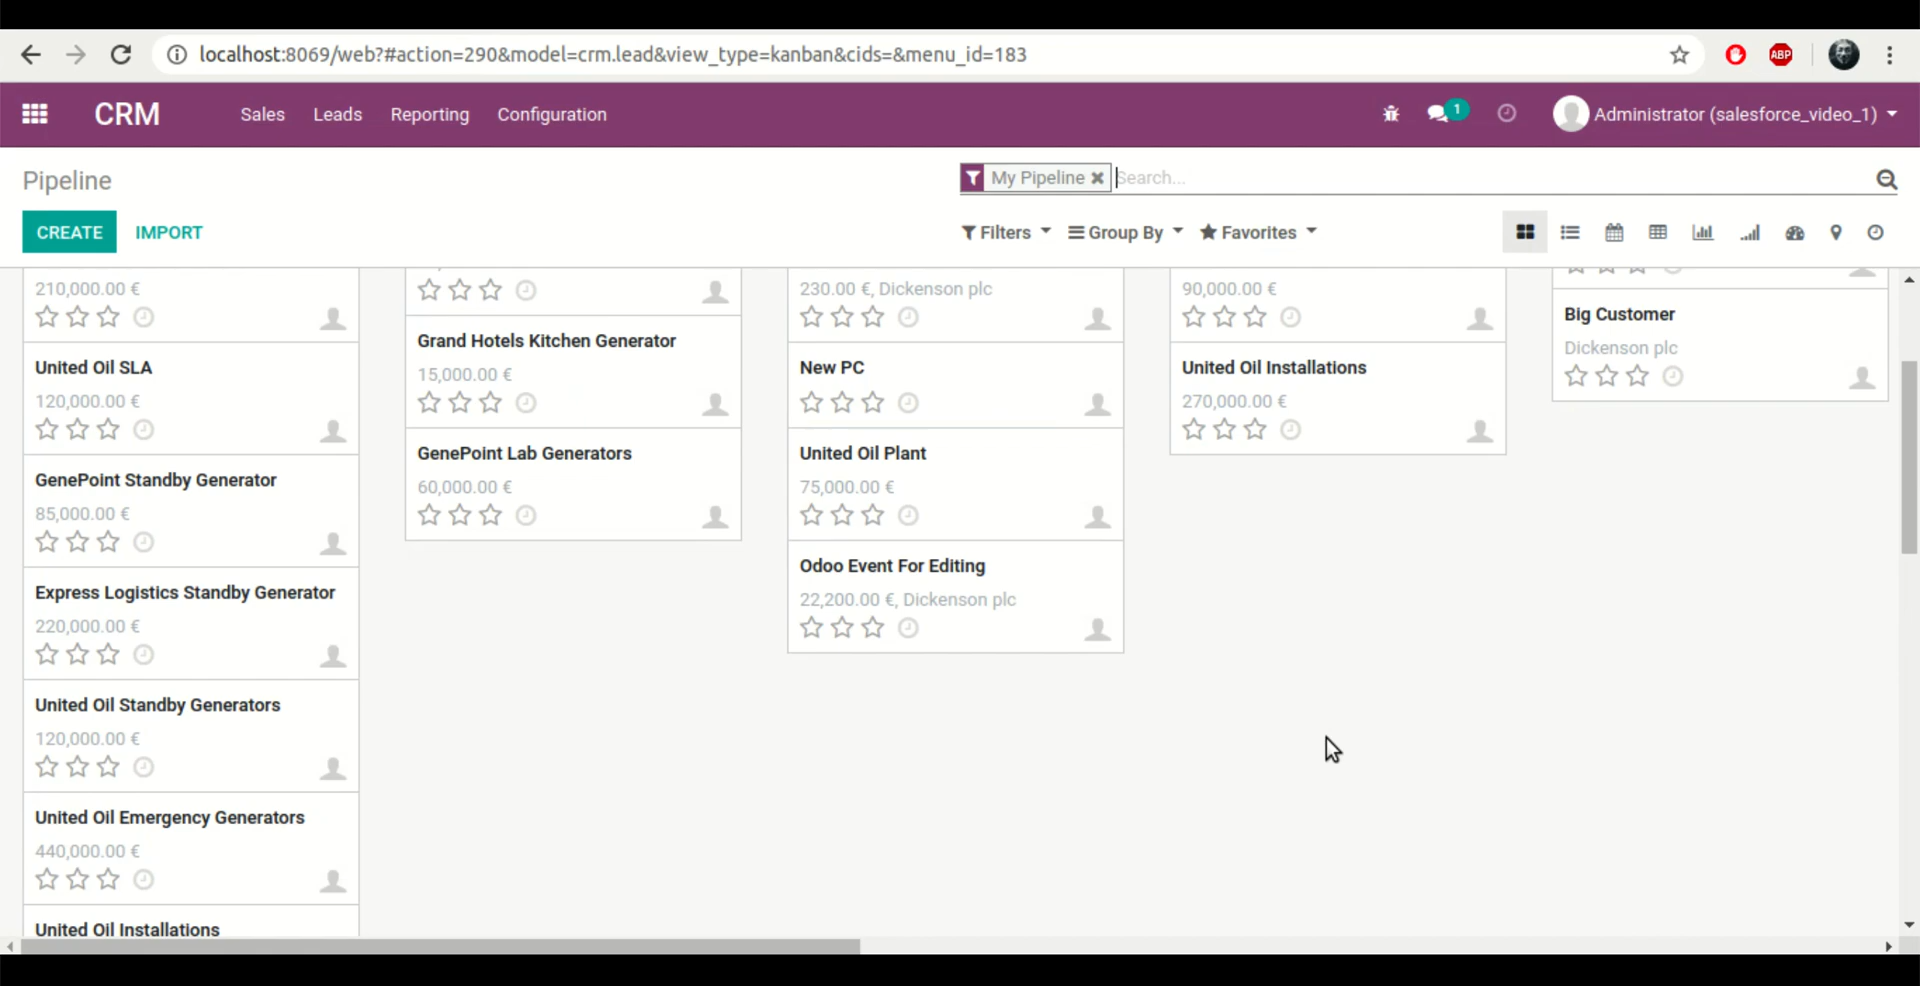 localhost:8069/web?#action=290&model=crm.lead&view_type=kanban&cids=&menu_id=183
ABP
CRM
Sales
Leads
Reporting
Configuration
1
Administrator (salesforce_video_1)
Pipeline
My Pipeline
Search...
CREATE
IMPORT
Filters
Group By
Favorites
210,000.00 €
United Oil SLA
120,000.00 €
GenePoint Standby Generator
85,000.00 €
Express Logistics Standby Generator
220,000.00 €
United Oil Standby Generators
120,000.00 €
United Oil Emergency Generators
440,000.00 €
United Oil Installations
Grand Hotels Kitchen Generator
15,000.00 €
GenePoint Lab Generators
60,000.00 €
230.00 €, Dickenson plc
New PC
United Oil Plant
75,000.00 €
Odoo Event For Editing
22,200.00 €, Dickenson plc
90,000.00 €
United Oil Installations
270,000.00 €
Big Customer
Dickenson plc